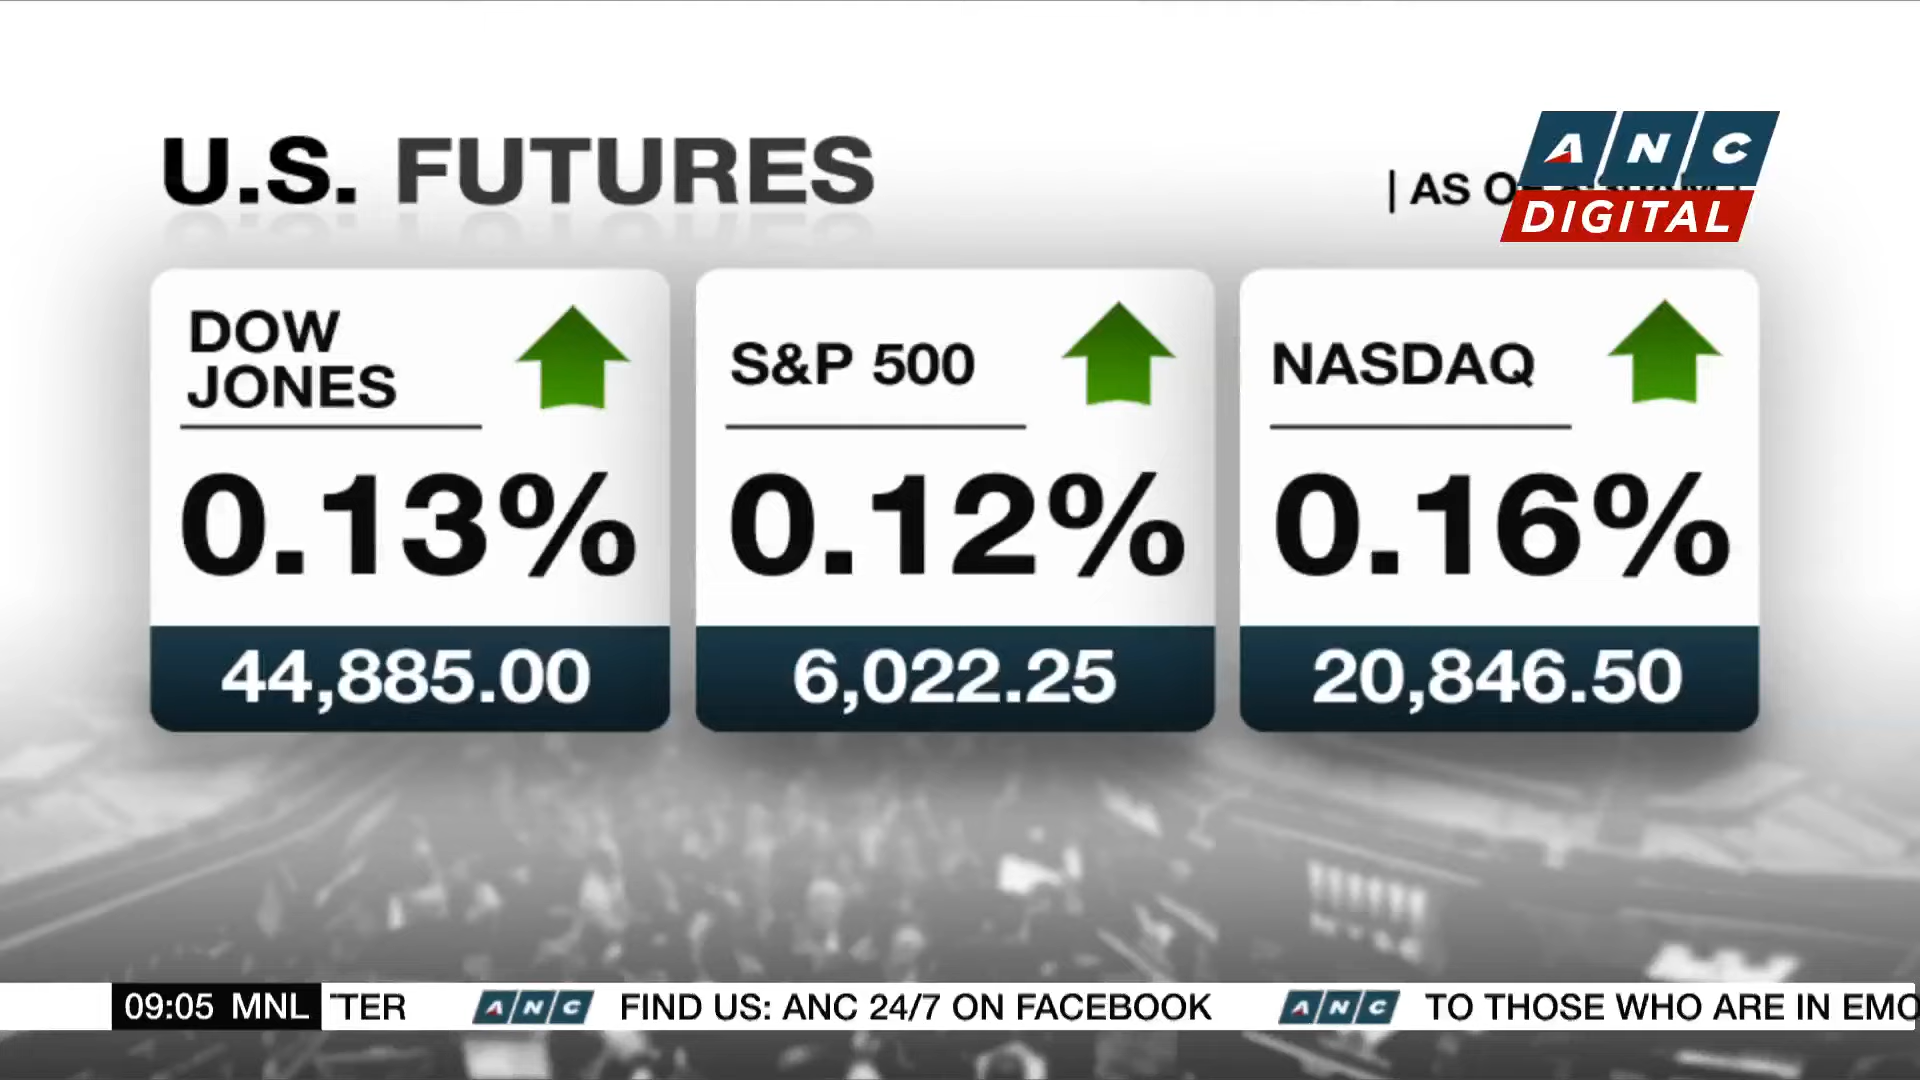 U.S. FUTURES
| AS O
ANC
DIGITAL
DOW
JONES
0.13%
44,885.00
S&P 500
0.12%
6,022.25
NASDAQ
0.16%
20,846.50
09:05 MNL TER ANC FIND US: ANC 24/7 ON FACEBOOK ANC TO THOSE WHO ARE IN EMO